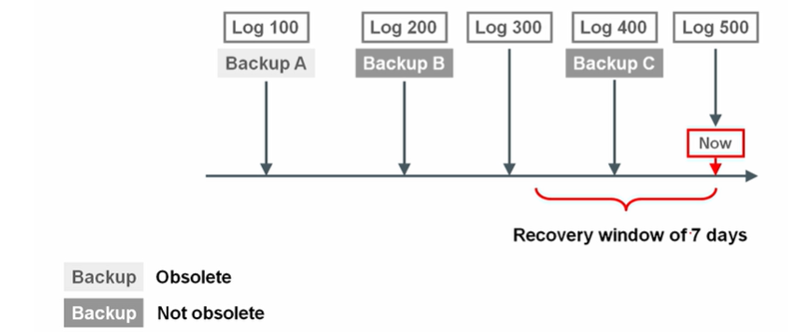 Log 100
Log 200
Log 300
Log 400
Log 500
Backup A
Backup B
Backup C
Now
Recovery window of 7 days
Backup Obsolete
Backup Not obsolete